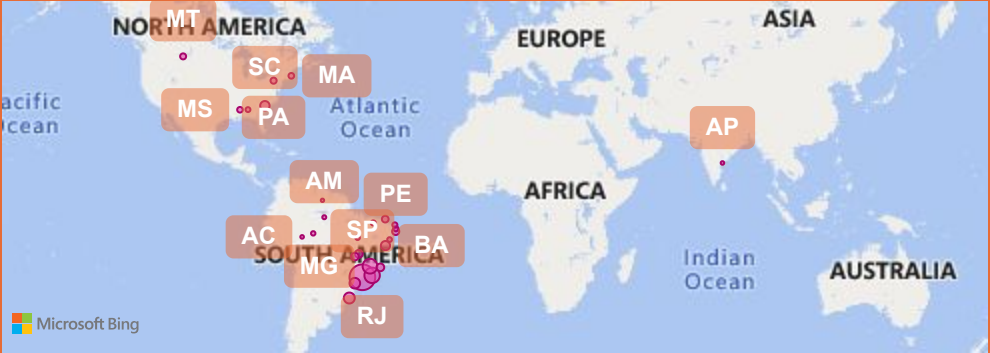 MT
NORTH AMERICA
ASIA
EUROPE
SC
MA
MS
PA
acific
Ocean
Atlantic
Ocean
AP
AM
PE
AFRICA
AC
SP
BA
SOUTH AMERICA
MG
Indian
Ocean
AUSTRALIA
RJ
Microsoft Bing